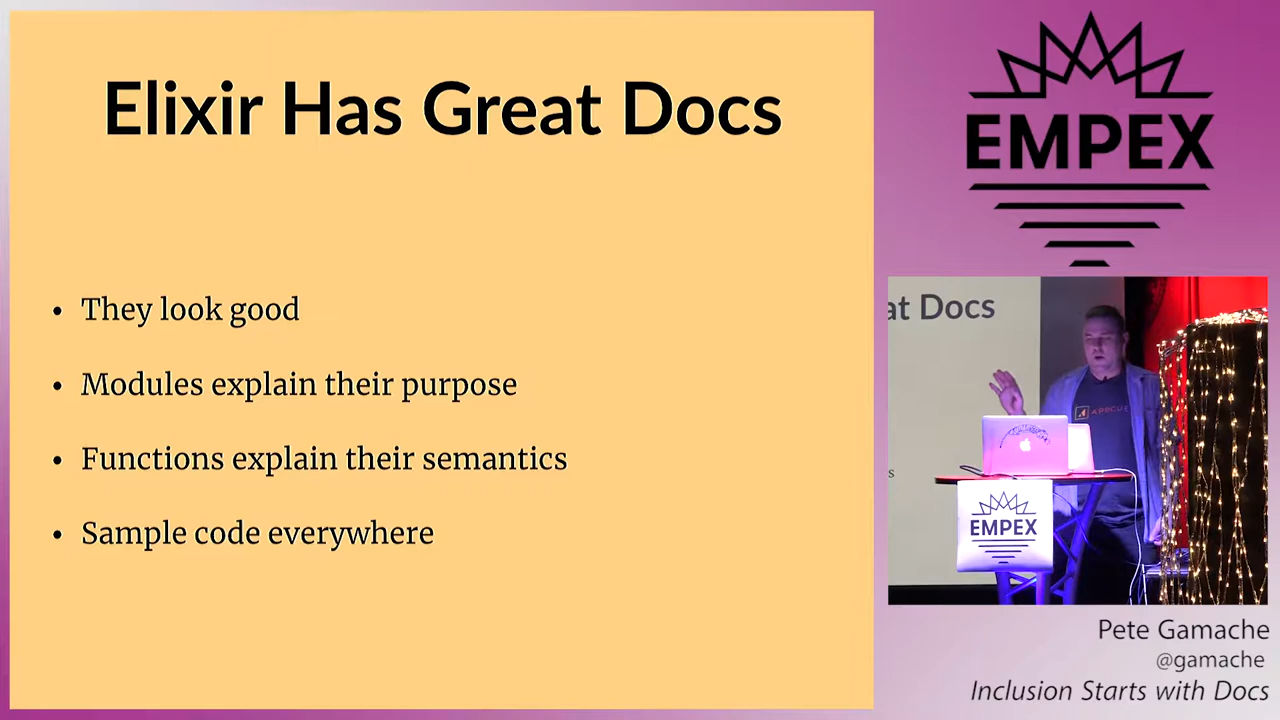 Elixir Has Great Docs
• They look good
• Modules explain their purpose
• Functions explain their semantics
• Sample code everywhere
EMPEX
at Docs
s
EMPEX
Pete Gamache
@gamache
Inclusion Starts with Docs